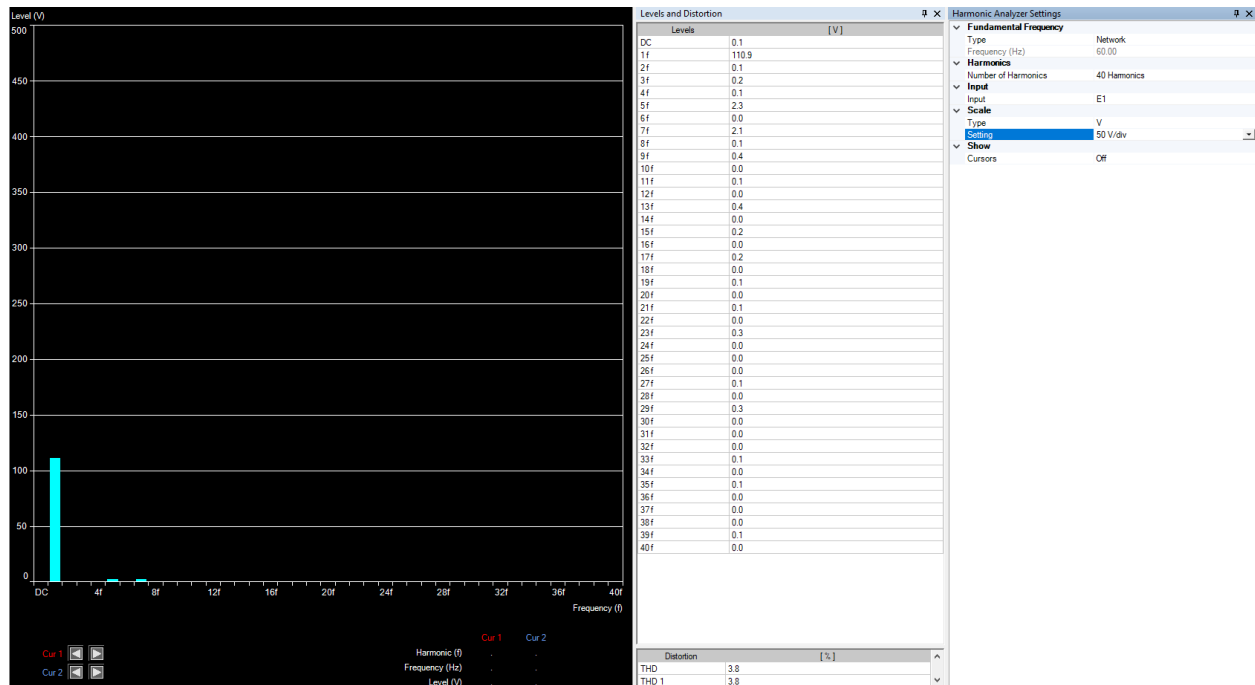 Level (V)
500
450
400
350
300
250
200
150
100
50
0
DC 4f 8f 12f 16f 20f 24f 28f 32f 36f 40f
Frequency (f)
Cur 1 Cur 2
Cur 1 Harmonic (f) . .
Cur 2 Frequency (Hz) . .
Level (V) . .
Levels and Distortion
Levels [ V ]
DC 0.1
1f 110.9
2f 0.1
3f 0.2
4f 0.1
5f 2.3
6f 0.0
7f 2.1
8f 0.1
9f 0.4
10f 0.0
11f 0.1
12f 0.0
13f 0.4
14f 0.0
15f 0.2
16f 0.0
17f 0.2
18f 0.0
19f 0.1
20f 0.0
21f 0.1
22f 0.0
23f 0.3
24f 0.0
25f 0.0
26f 0.0
27f 0.1
28f 0.0
29f 0.3
30f 0.0
31f 0.0
32f 0.0
33f 0.1
34f 0.0
35f 0.1
36f 0.0
37f 0.0
38f 0.0
39f 0.1
40f 0.0
Distortion [ % ]
THD 3.8
THD 1 3.8
Harmonic Analyzer Settings
Fundamental Frequency
Type Network
Frequency (Hz) 60.00
Harmonics
Number of Harmonics 40 Harmonics
Input
Input E1
Scale
Type V
Setting 50 V/div
Show
Cursors Off